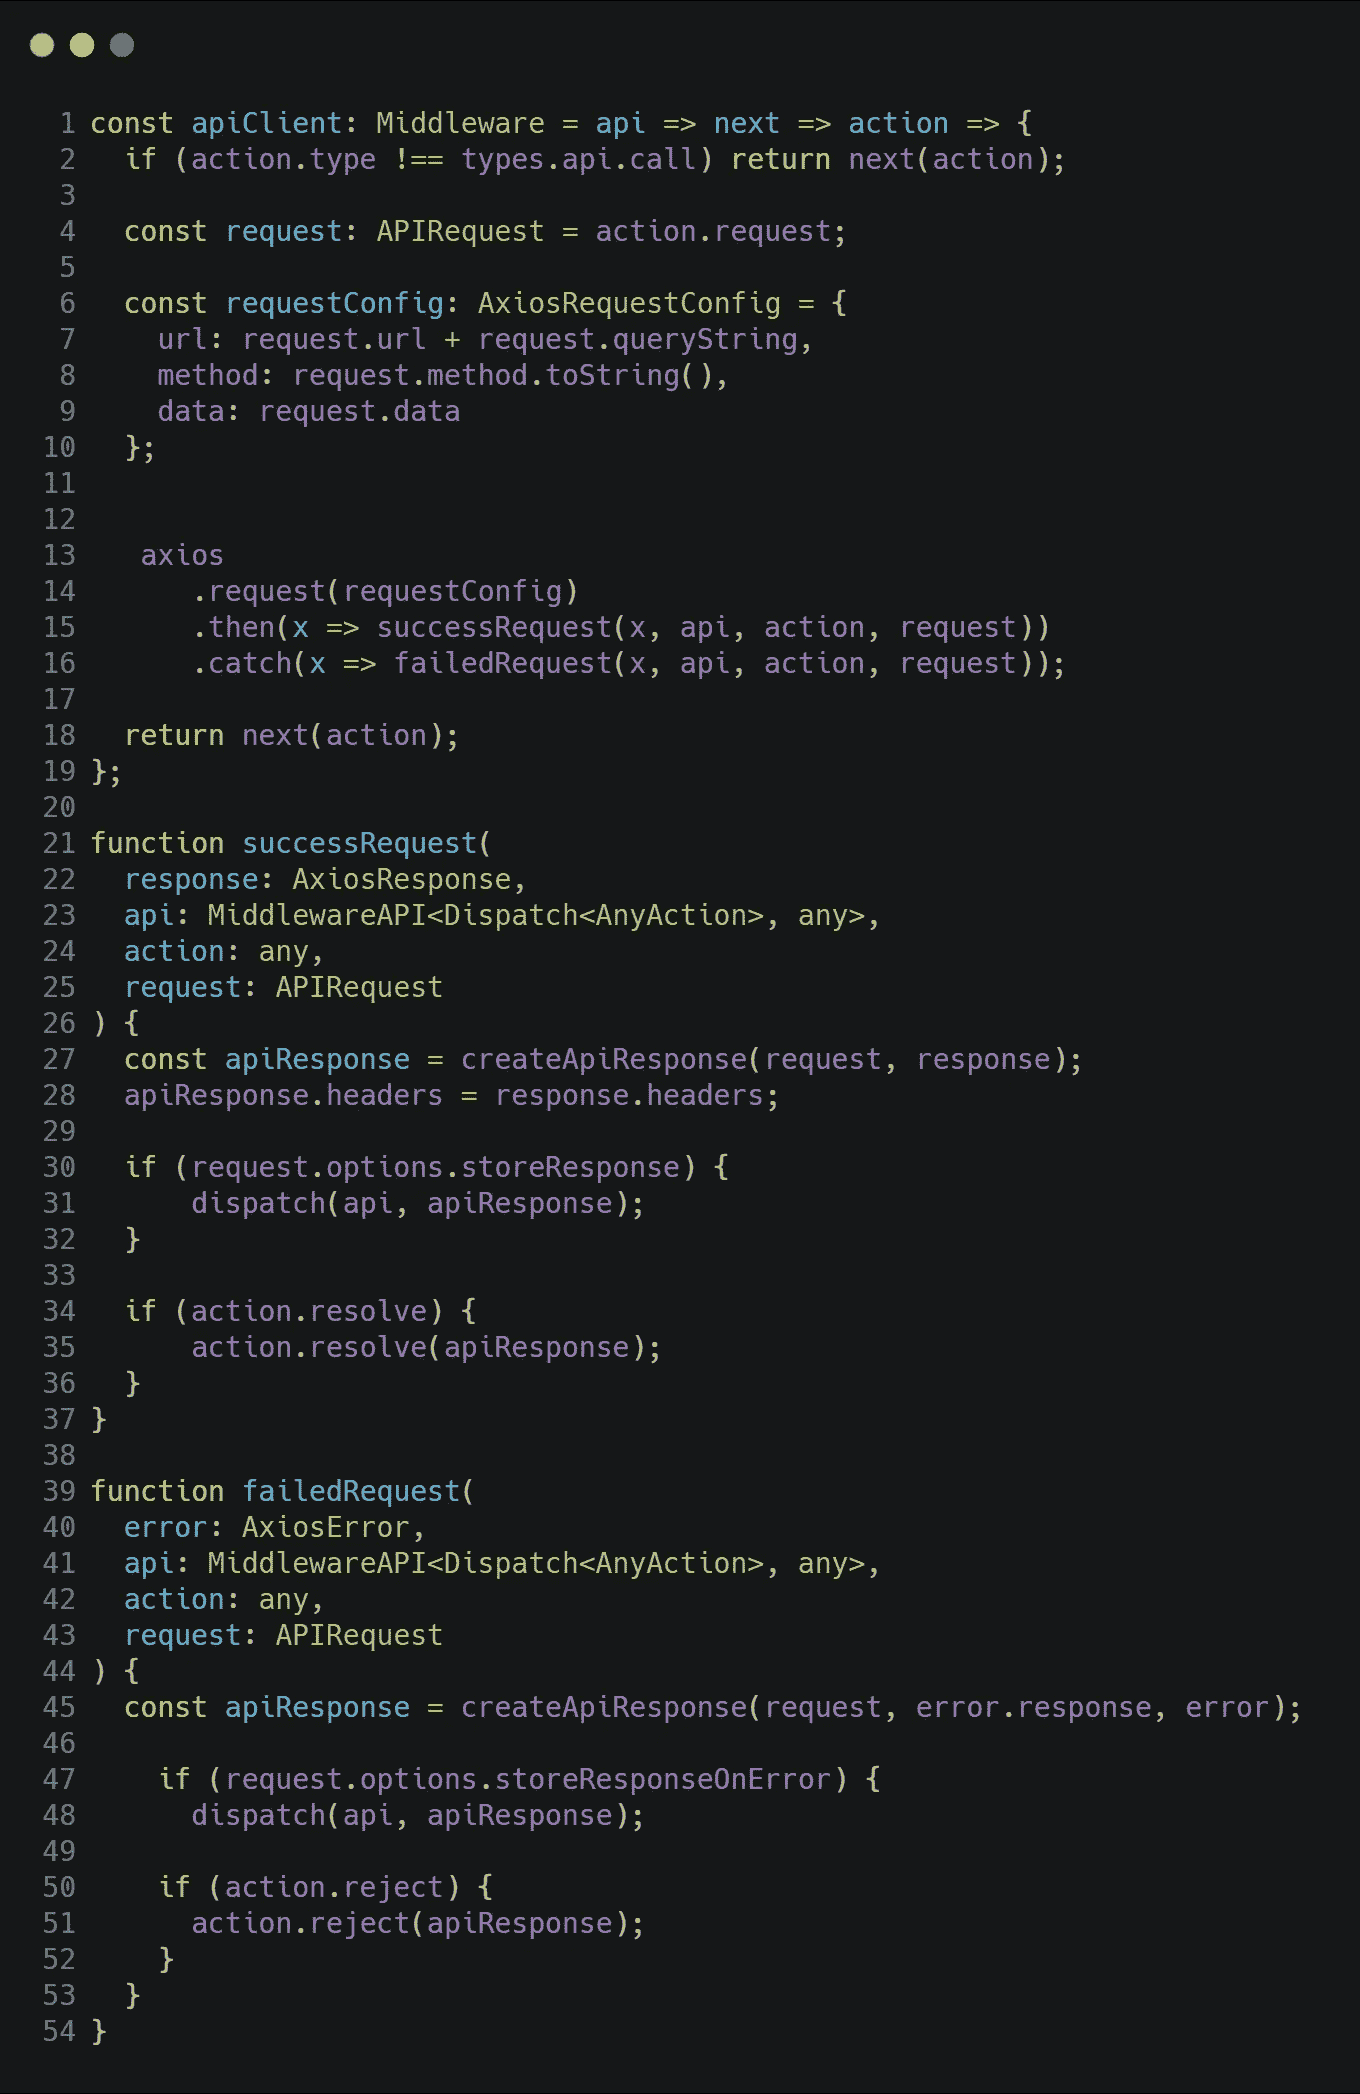 1 const apiClient: Middleware = api => next => action => {
2   if (action.type !== types.api.call) return next(action);
3
4   const request: APIRequest = action.request;
5
6   const requestConfig: AxiosRequestConfig = {
7     url: request.url + request.queryString,
8     method: request.method.toString(),
9     data: request.data
10   };
11
12
13    axios
14       .request(requestConfig)
15       .then(x => successRequest(x, api, action, request))
16       .catch(x => failedRequest(x, api, action, request));
17
18   return next(action);
19 };
20
21 function successRequest(
22   response: AxiosResponse,
23   api: MiddlewareAPI<Dispatch<AnyAction>, any>,
24   action: any,
25   request: APIRequest
26 ) {
27   const apiResponse = createApiResponse(request, response);
28   apiResponse.headers = response.headers;
29
30   if (request.options.storeResponse) {
31       dispatch(api, apiResponse);
32   }
33
34   if (action.resolve) {
35       action.resolve(apiResponse);
36   }
37 }
38
39 function failedRequest(
40   error: AxiosError,
41   api: MiddlewareAPI<Dispatch<AnyAction>, any>,
42   action: any,
43   request: APIRequest
44 ) {
45   const apiResponse = createApiResponse(request, error.response, error);
46
47     if (request.options.storeResponseOnError) {
48       dispatch(api, apiResponse);
49
50     if (action.reject) {
51       action.reject(apiResponse);
52     }
53   }
54 }